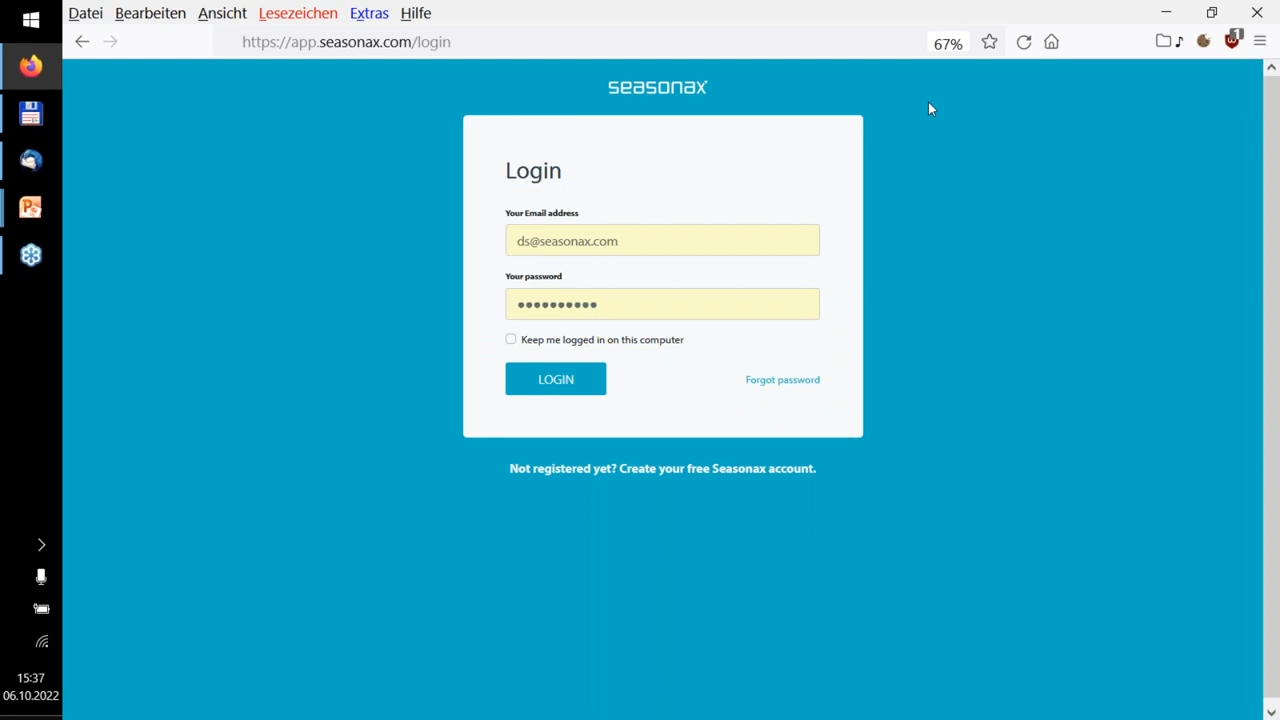 Datei Bearbeiten Ansicht Lesezeichen Extras Hilfe
https://app.seasonax.com/login
67%
1
seasonax
Login
Your Email address
ds@seasonax.com
Your password
Keep me logged in on this computer
LOGIN
Forgot password
Not registered yet? Create your free Seasonax account.
15:37
06.10.2022